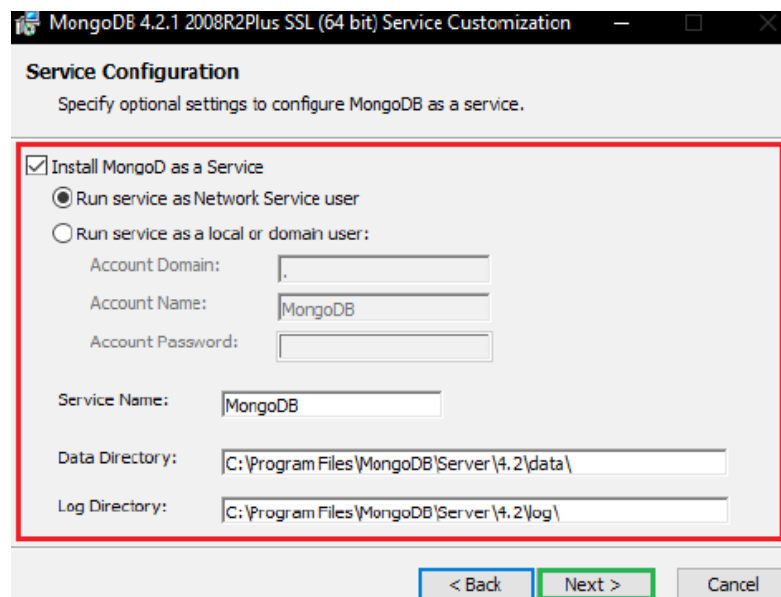 MongoDB 4.2.1 2008R2Plus SSL (64 bit) Service Customization
Service Configuration
Specify optional settings to configure MongoDB as a service.
Install MongoD as a Service
Run service as Network Service user
Run service as a local or domain user:
Account Domain: .
Account Name: MongoDB
Account Password:
Service Name: MongoDB
Data Directory: C:\Program Files\MongoDB\Server\4.2\data\
Log Directory: C:\Program Files\MongoDB\Server\4.2\log\
< Back Next > Cancel